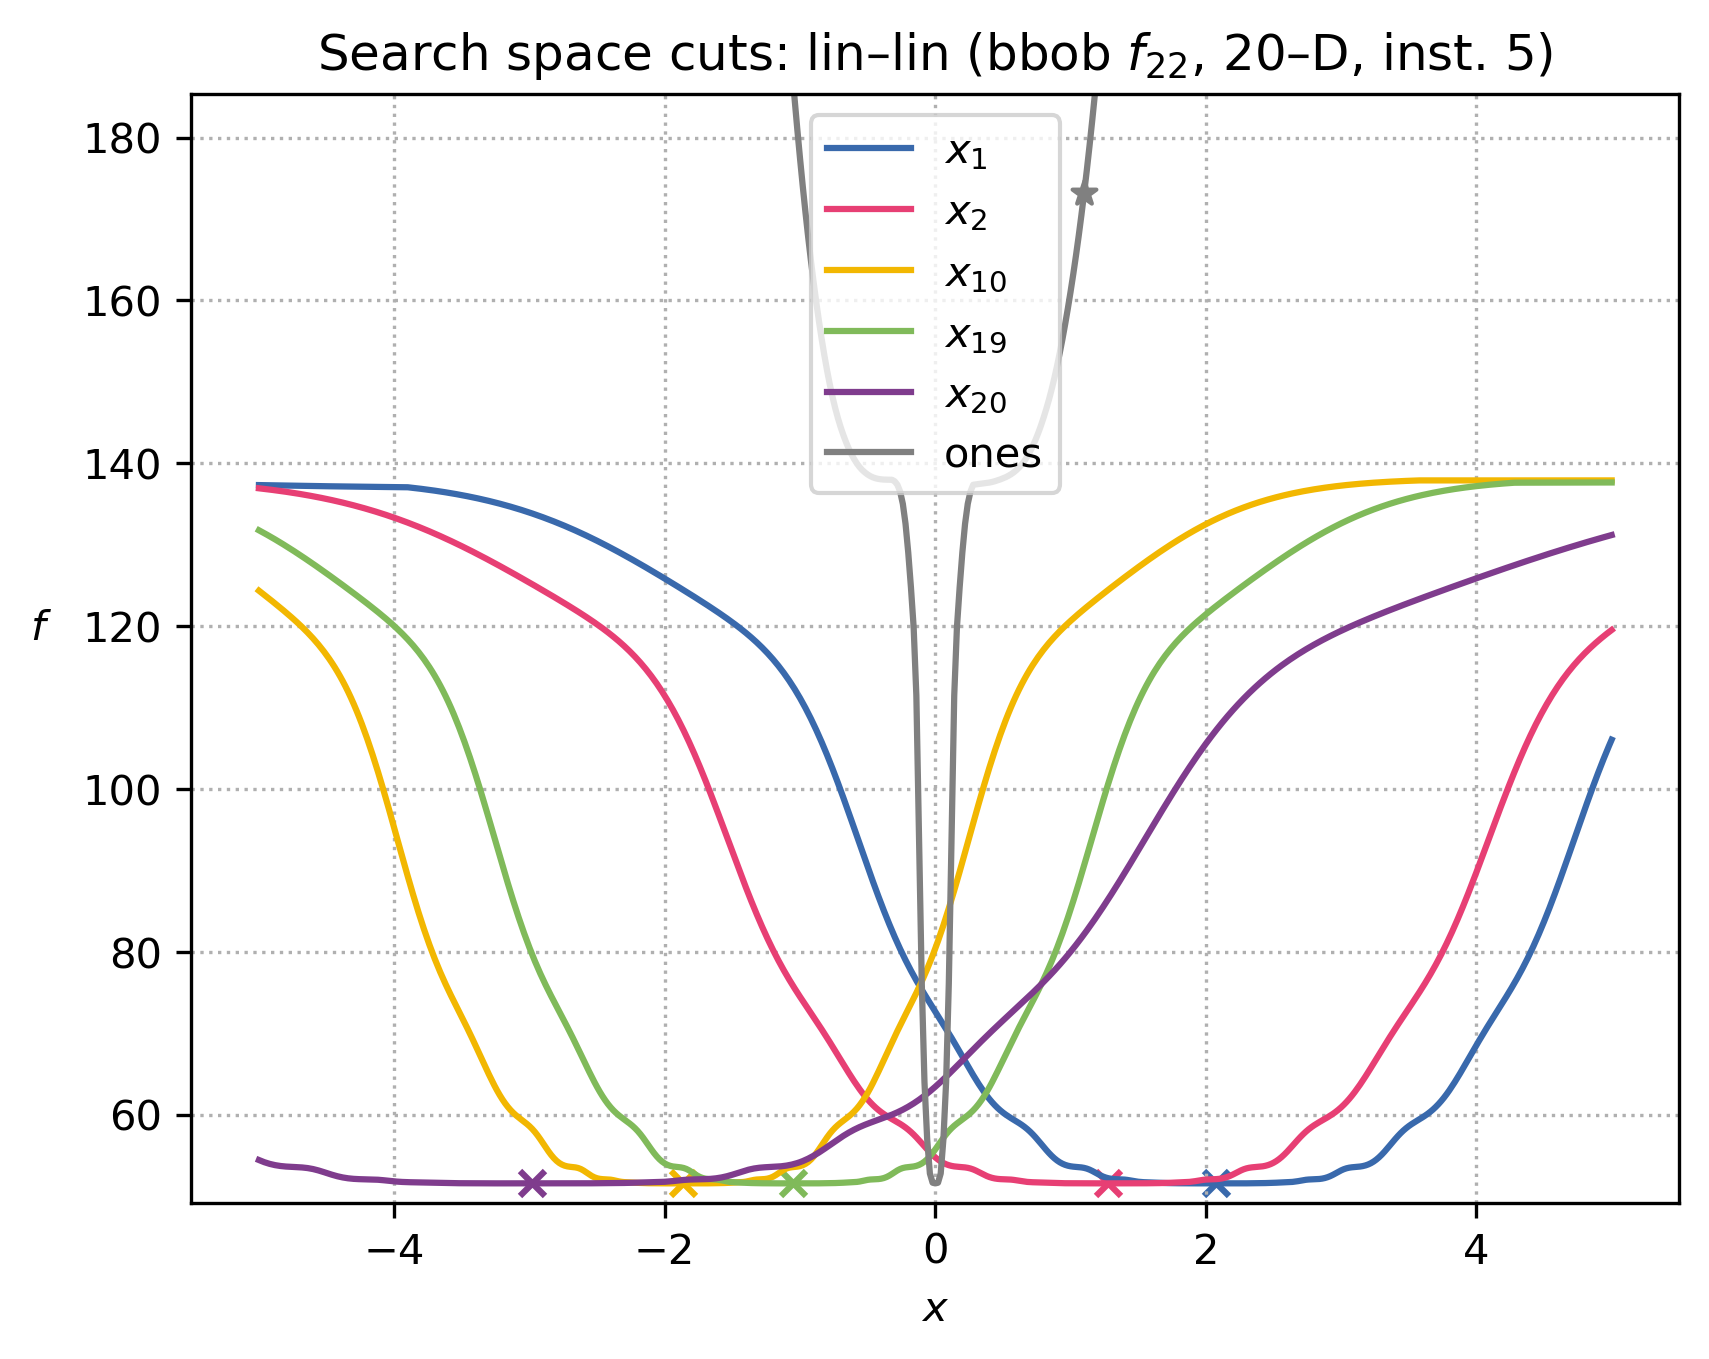 Search space cuts: lin–lin (bbob f₂₂, 20–D, inst. 5)
180
160
140
120
100
80
60
f
x₁
x₂
x₁₀
x₁₉
x₂₀
ones
−4
−2
0
2
4
x